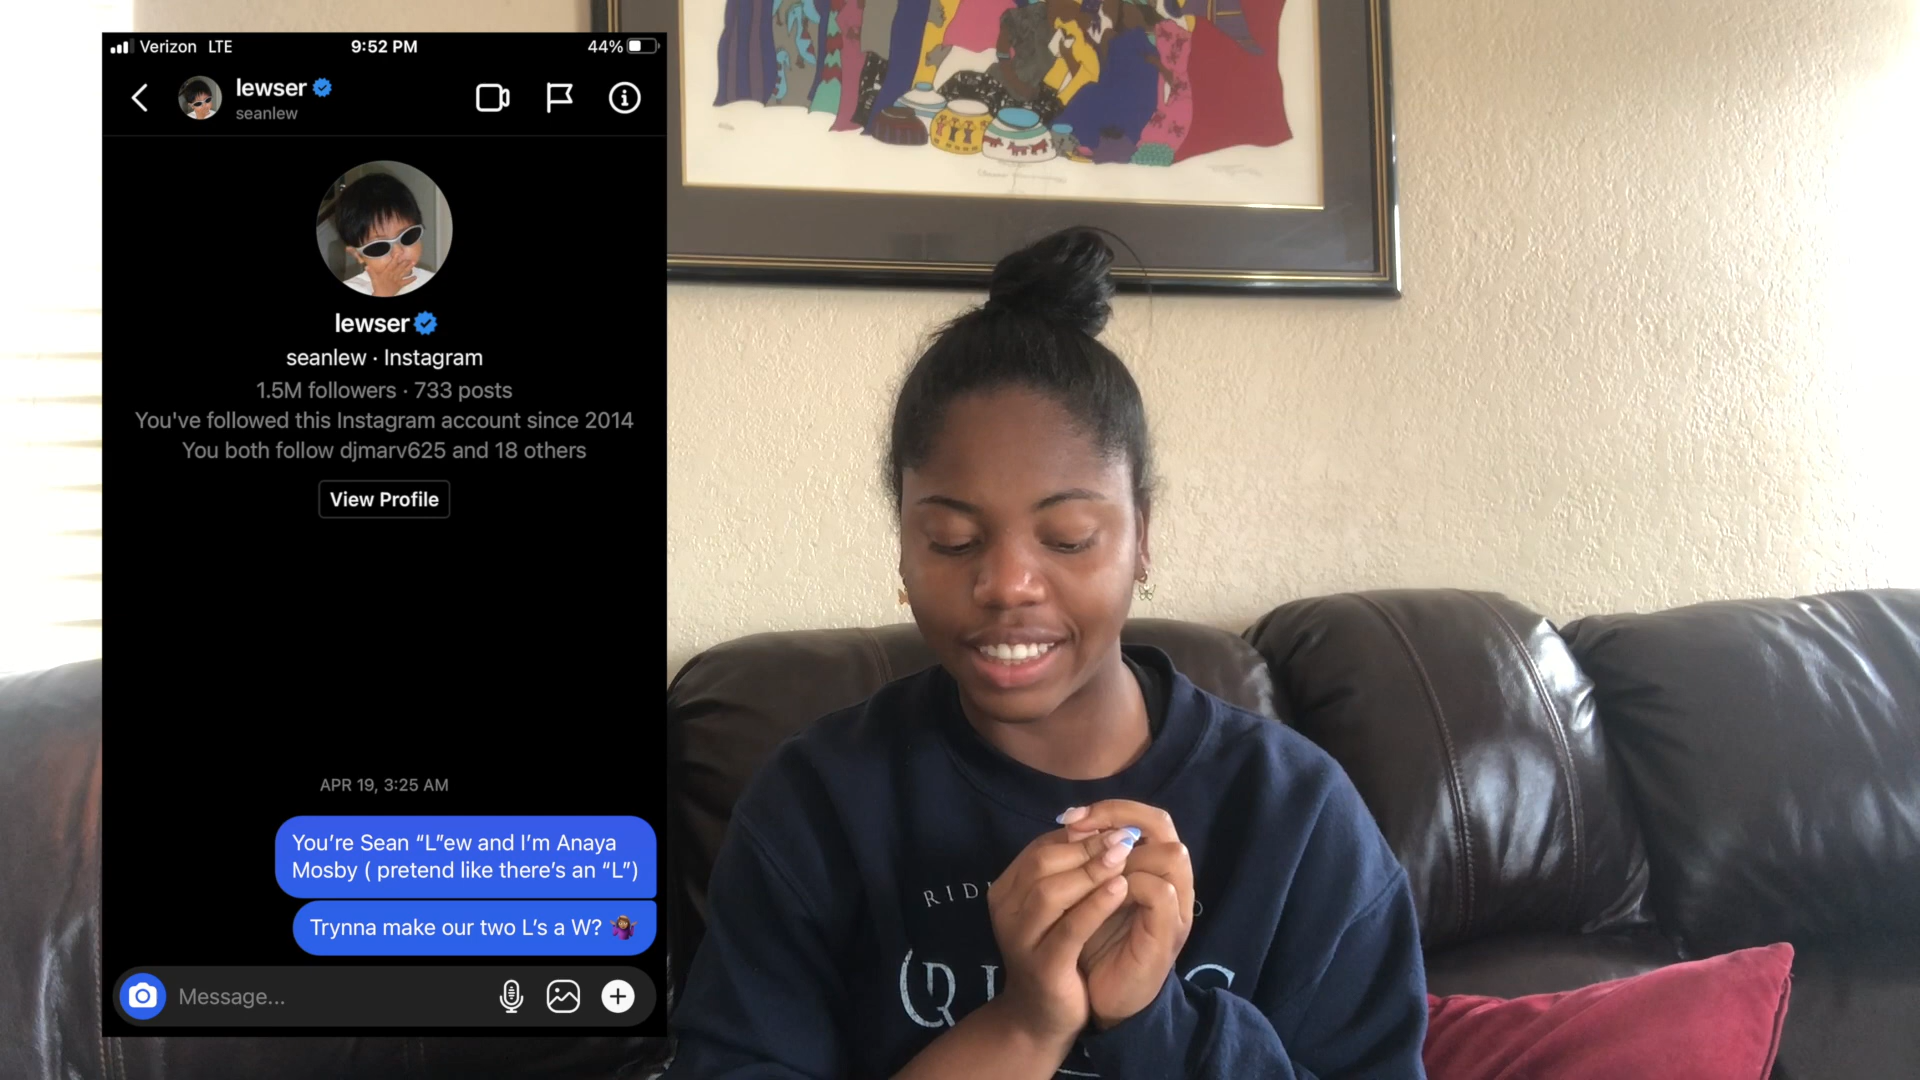 Verizon LTE 9:52 PM 44%
lewser
seanlew
lewser
seanlew · Instagram
1.5M followers · 733 posts
You've followed this Instagram account since 2014
You both follow djmarv625 and 18 others
View Profile
APR 19, 3:25 AM
You’re Sean “L”ew and I’m Anaya
Mosby ( pretend like there’s an “L”)
Trynna make our two L’s a W? 🤷🏾‍♀️
Message...